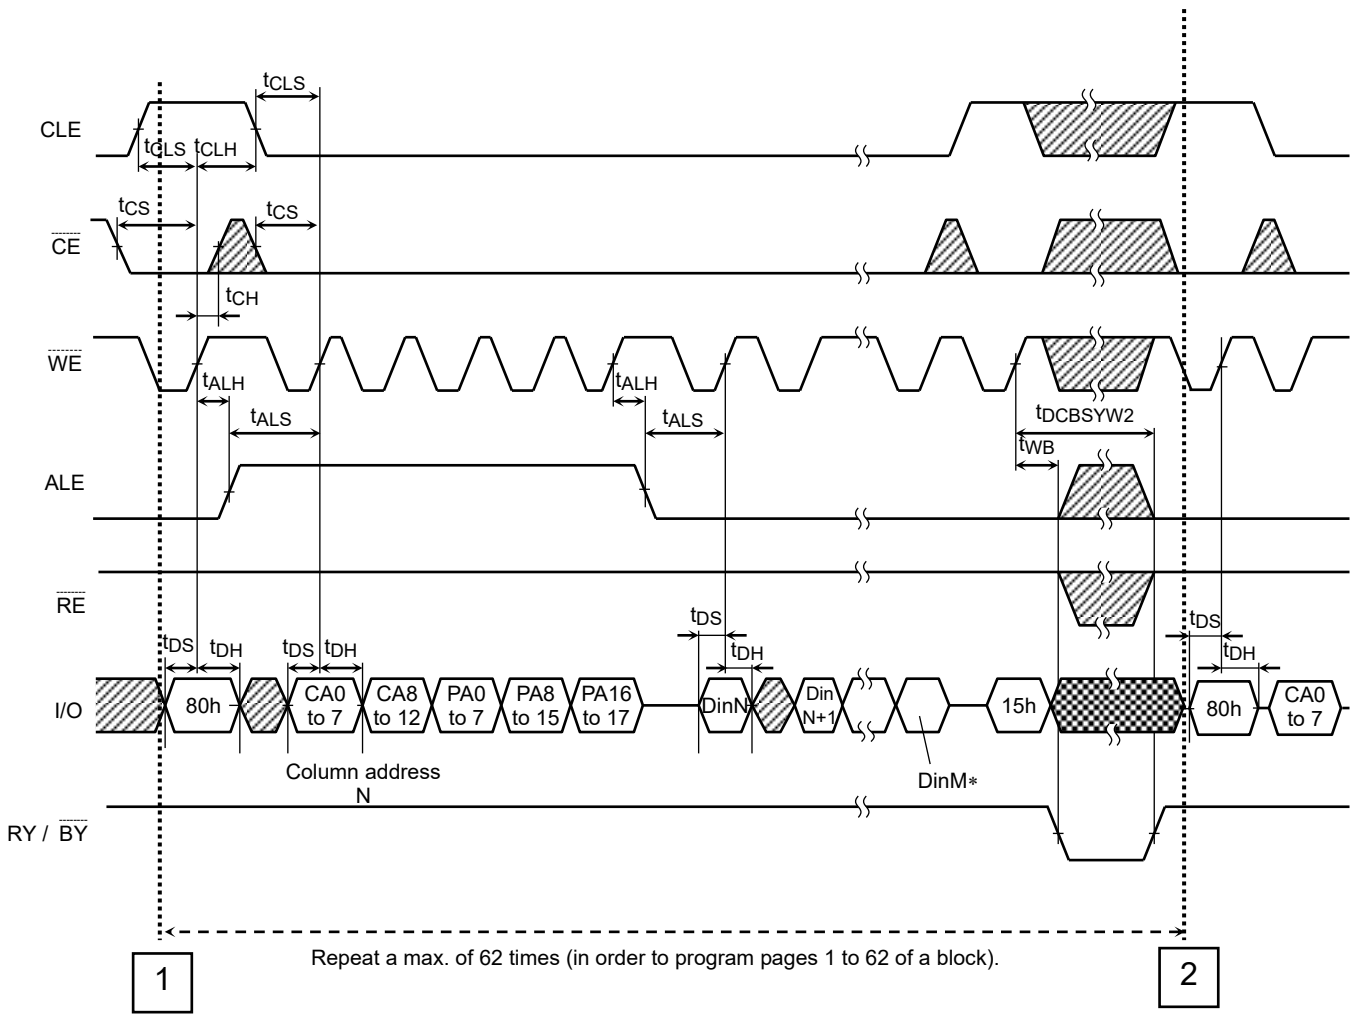 tCLS
CLE
tCLS tCLH
tCS tCS
CE
tCH
WE
tALH tALH
tALS tALS
tDCBSYW2
tWB
ALE
RE
tDS tDH tDS tDH tDS tDH tDS tDH
I/O
80h
CA0 to 7
CA8 to 12
PA0 to 7
PA8 to 15
PA16 to 17
DinN
Din N+1
15h
80h
CA0 to 7
DinM*
Column address
N
RY / BY
Repeat a max. of 62 times (in order to program pages 1 to 62 of a block).
1
2